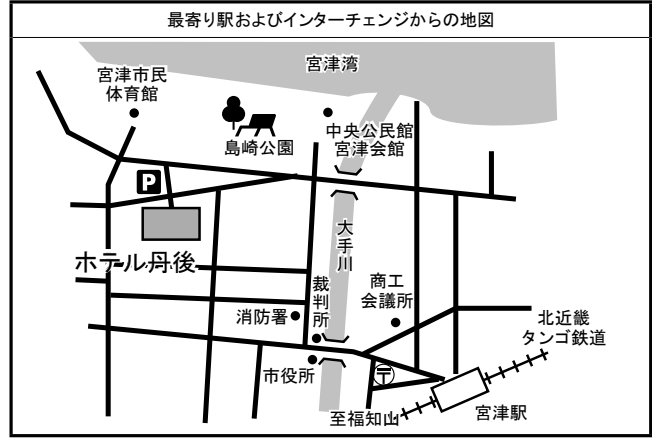 最寄り駅およびインターチェンジからの地図
宮津湾
宮津市民
体育館
中央公民館
宮津会館
島崎公園
P
大手川
ホテル丹後
裁判所
商工
会議所
消防署
北近畿
タンゴ鉄道
市役所
〒
至福知山
宮津駅